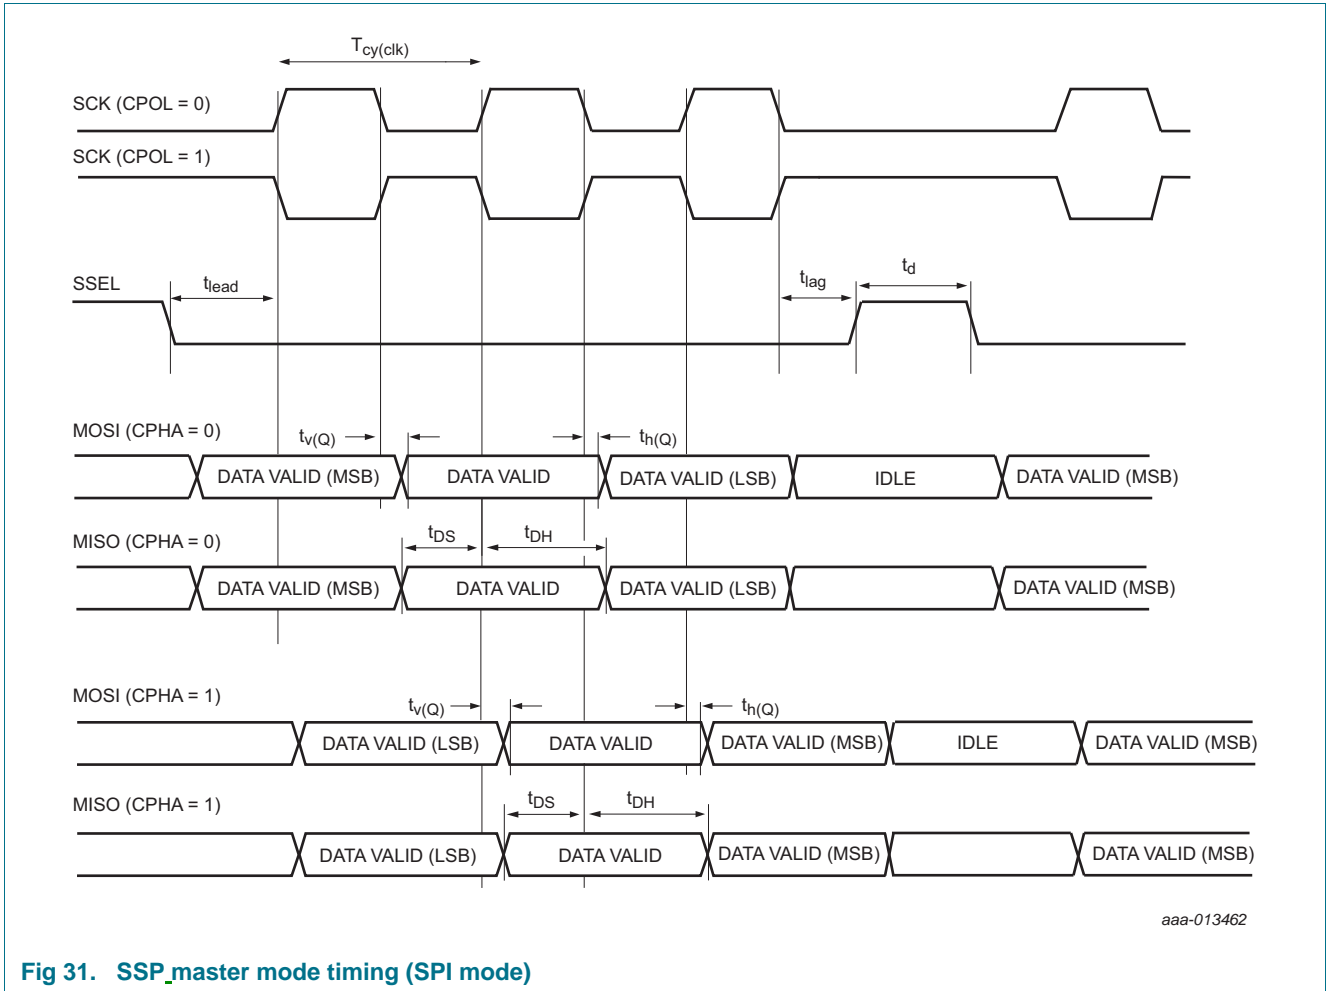 Tcy(clk)
SCK (CPOL = 0)
SCK (CPOL = 1)
SSEL
tlead
tlag
td
MOSI (CPHA = 0)
tv(Q)
th(Q)
DATA VALID (MSB)
DATA VALID
DATA VALID (LSB)
IDLE
DATA VALID (MSB)
MISO (CPHA = 0)
tDS
tDH
DATA VALID (MSB)
DATA VALID
DATA VALID (LSB)
DATA VALID (MSB)
MOSI (CPHA = 1)
tv(Q)
th(Q)
DATA VALID (LSB)
DATA VALID
DATA VALID (MSB)
IDLE
DATA VALID (MSB)
MISO (CPHA = 1)
tDS
tDH
DATA VALID (LSB)
DATA VALID
DATA VALID (MSB)
DATA VALID (MSB)
aaa-013462
Fig 31. SSP master mode timing (SPI mode)